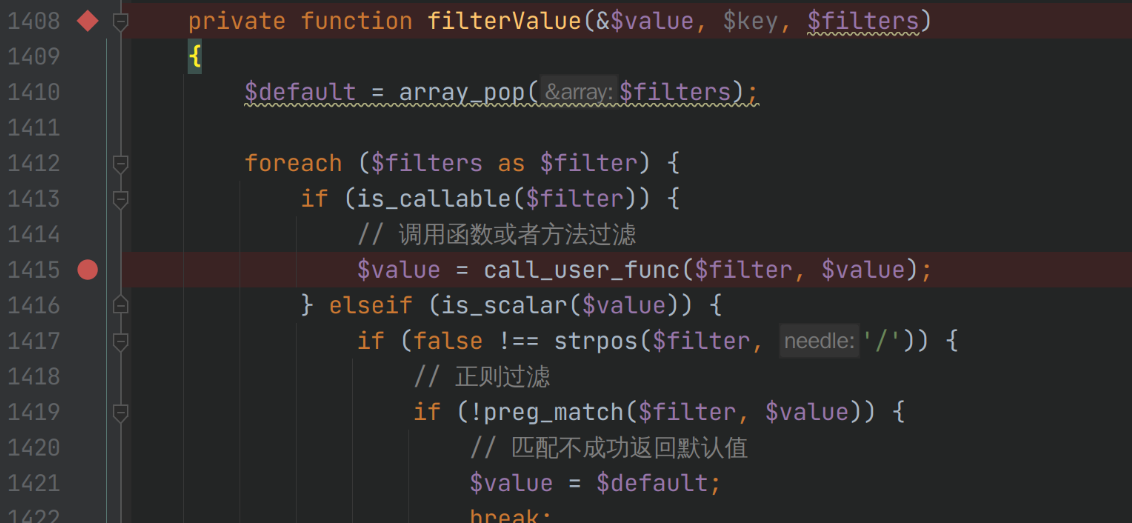 1408 private function filterValue(&$value, $key, $filters)
1409 {
1410 $default = array_pop( &array: $filters);
1411
1412 foreach ($filters as $filter) {
1413 if (is_callable($filter)) {
1414 // 调用函数或者方法过滤
1415 $value = call_user_func($filter, $value);
1416 } elseif (is_scalar($value)) {
1417 if (false !== strpos($filter, needle: '/')) {
1418 // 正则过滤
1419 if (!preg_match($filter, $value)) {
1420 // 匹配不成功返回默认值
1421 $value = $default;
1422 break;